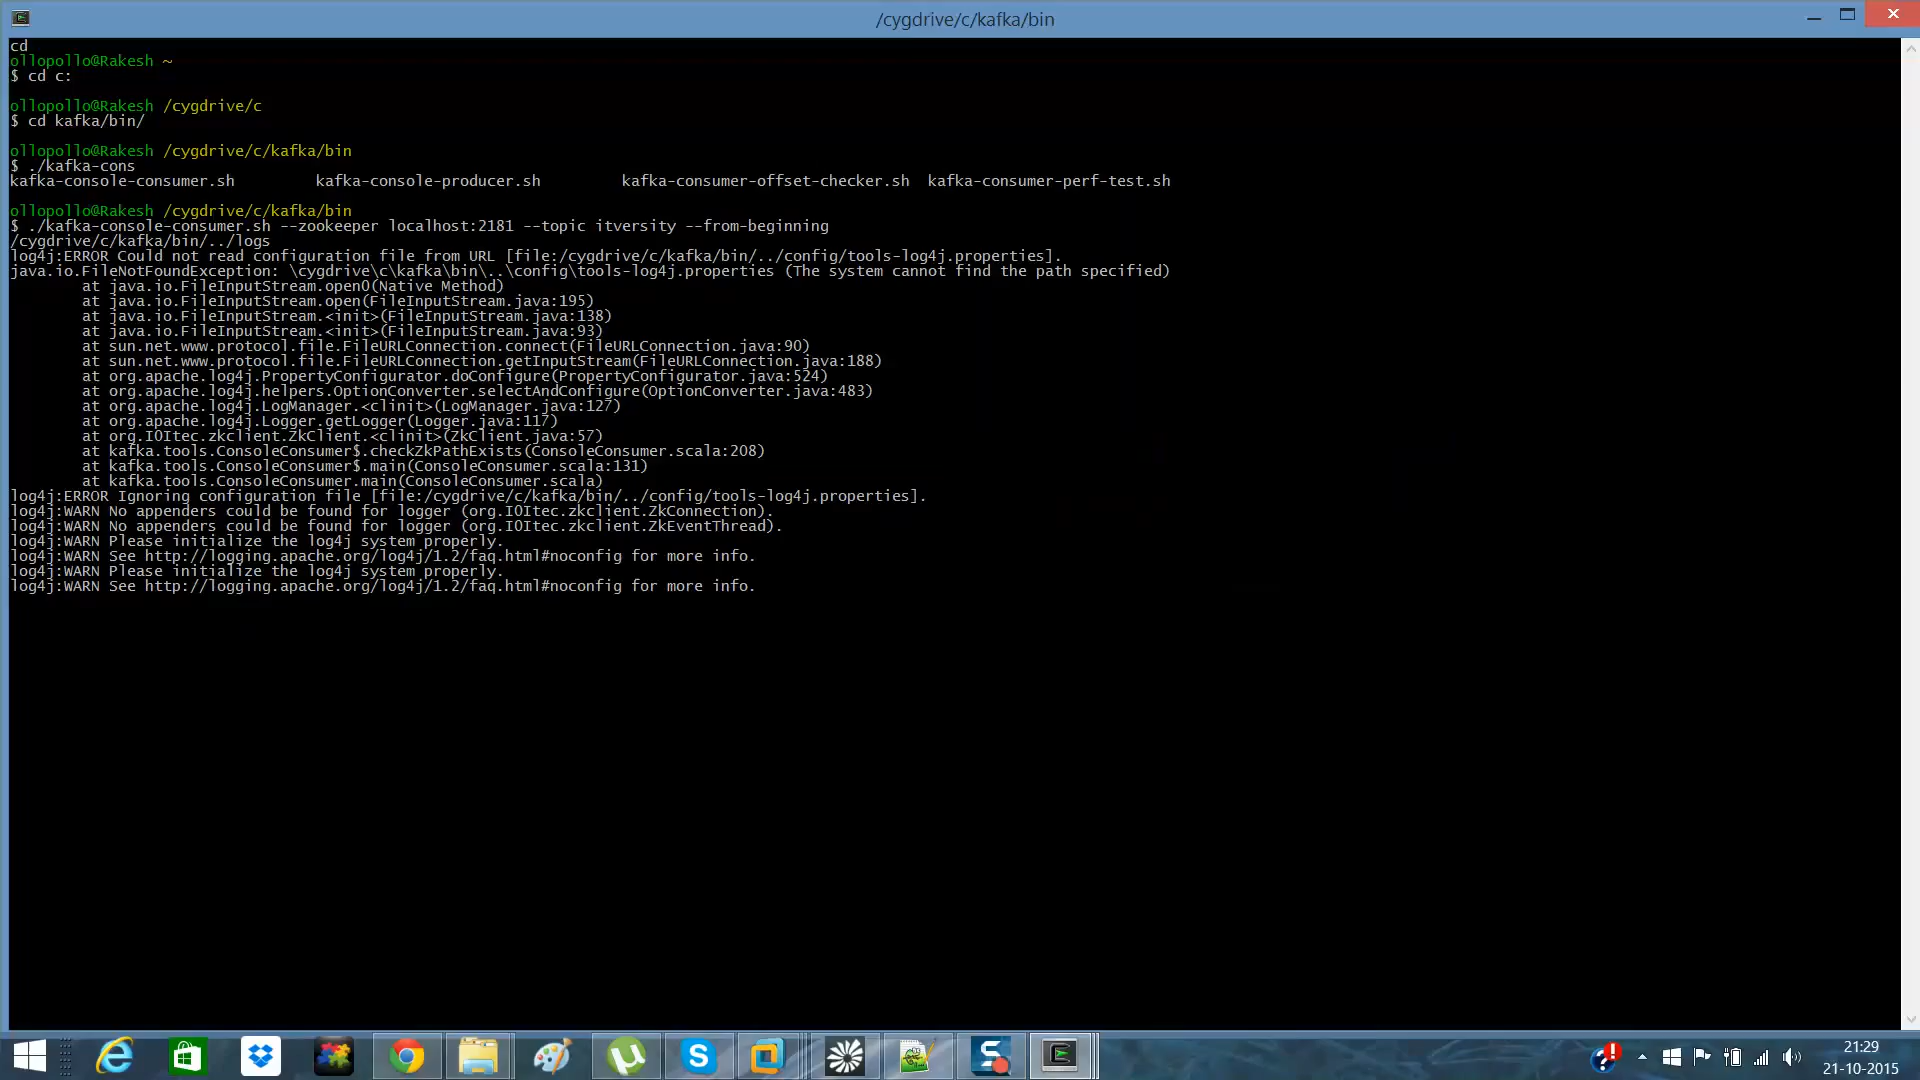 /cygdrive/c/kafka/bin
cd
ollopollo@Rakesh ~
$ cd c:
ollopollo@Rakesh /cygdrive/c
$ cd kafka/bin/
ollopollo@Rakesh /cygdrive/c/kafka/bin
$ ./kafka-cons
kafka-console-consumer.sh kafka-console-producer.sh kafka-consumer-offset-checker.sh kafka-consumer-perf-test.sh
ollopollo@Rakesh /cygdrive/c/kafka/bin
$ ./kafka-console-consumer.sh --zookeeper localhost:2181 --topic itversity --from-beginning
/cygdrive/c/kafka/bin/../logs
log4j:ERROR Could not read configuration file from URL [file:/cygdrive/c/kafka/bin/../config/tools-log4j.properties].
java.io.FileNotFoundException: \cygdrive\c\kafka\bin\..\config\tools-log4j.properties (The system cannot find the path specified)
at java.io.FileInputStream.open0(Native Method)
at java.io.FileInputStream.open(FileInputStream.java:195)
at java.io.FileInputStream.<init>(FileInputStream.java:138)
at java.io.FileInputStream.<init>(FileInputStream.java:93)
at sun.net.www.protocol.file.FileURLConnection.connect(FileURLConnection.java:90)
at sun.net.www.protocol.file.FileURLConnection.getInputStream(FileURLConnection.java:188)
at org.apache.log4j.PropertyConfigurator.doConfigure(PropertyConfigurator.java:524)
at org.apache.log4j.helpers.OptionConverter.selectAndConfigure(OptionConverter.java:483)
at org.apache.log4j.LogManager.<clinit>(LogManager.java:127)
at org.apache.log4j.Logger.getLogger(Logger.java:117)
at org.I0Itec.zkclient.ZkClient.<clinit>(ZkClient.java:57)
at kafka.tools.ConsoleConsumer$.checkZkPathExists(ConsoleConsumer.scala:208)
at kafka.tools.ConsoleConsumer$.main(ConsoleConsumer.scala:131)
at kafka.tools.ConsoleConsumer.main(ConsoleConsumer.scala)
log4j:ERROR Ignoring configuration file [file:/cygdrive/c/kafka/bin/../config/tools-log4j.properties].
log4j:WARN No appenders could be found for logger (org.I0Itec.zkclient.ZkConnection).
log4j:WARN No appenders could be found for logger (org.I0Itec.zkclient.ZkEventThread).
log4j:WARN Please initialize the log4j system properly.
log4j:WARN See http://logging.apache.org/log4j/1.2/faq.html#noconfig for more info.
log4j:WARN Please initialize the log4j system properly.
log4j:WARN See http://logging.apache.org/log4j/1.2/faq.html#noconfig for more info.
21:29
21-10-2015